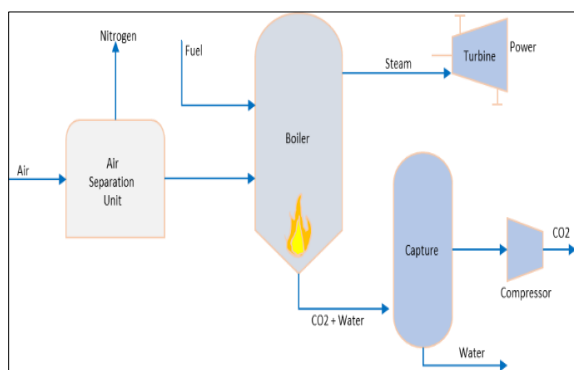 Nitrogen
Fuel
Steam
Turbine
Power
Boiler
Air
Air
Separation
Unit
Capture
CO2
Compressor
CO2 + Water
Water